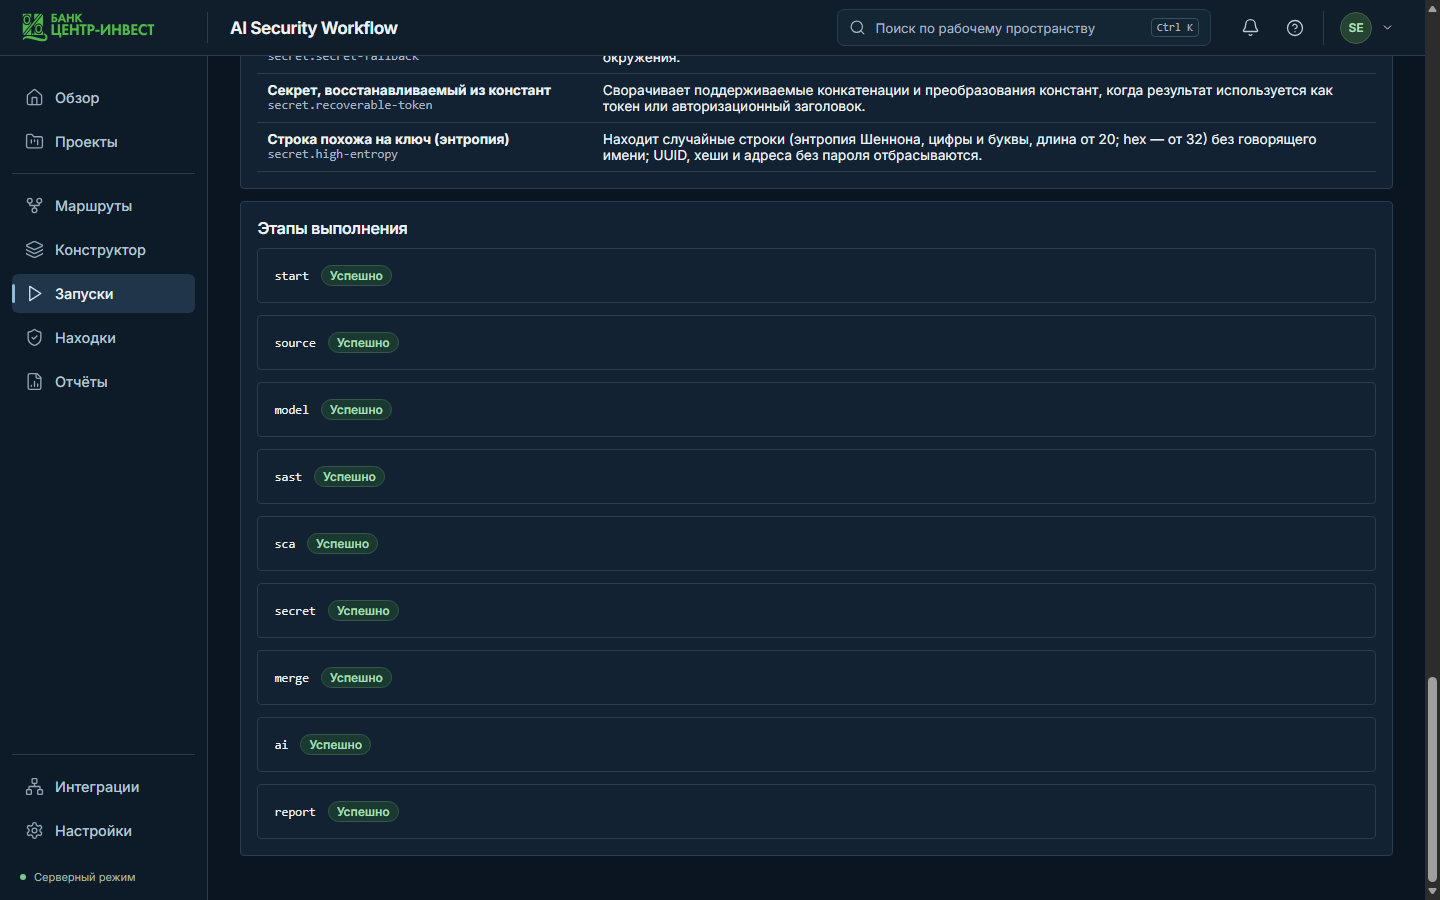 БАНК
ЦЕНТР-ИНВЕСТ
AI Security Workflow
Поиск по рабочему пространству
Ctrl K
SE
Обзор
Проекты
Маршруты
Конструктор
Запуски
Находки
Отчёты
Интеграции
Настройки
Серверный режим
secret.secret-fallback
окружения.
Секрет, восстанавливаемый из констант
secret.recoverable-token
Сворачивает поддерживаемые конкатенации и преобразования констант, когда результат используется как
токен или авторизационный заголовок.
Строка похожа на ключ (энтропия)
secret.high-entropy
Находит случайные строки (энтропия Шеннона, цифры и буквы, длина от 20; hex — от 32) без говорящего
имени; UUID, хеши и адреса без пароля отбрасываются.
Этапы выполнения
start Успешно
source Успешно
model Успешно
sast Успешно
sca Успешно
secret Успешно
merge Успешно
ai Успешно
report Успешно